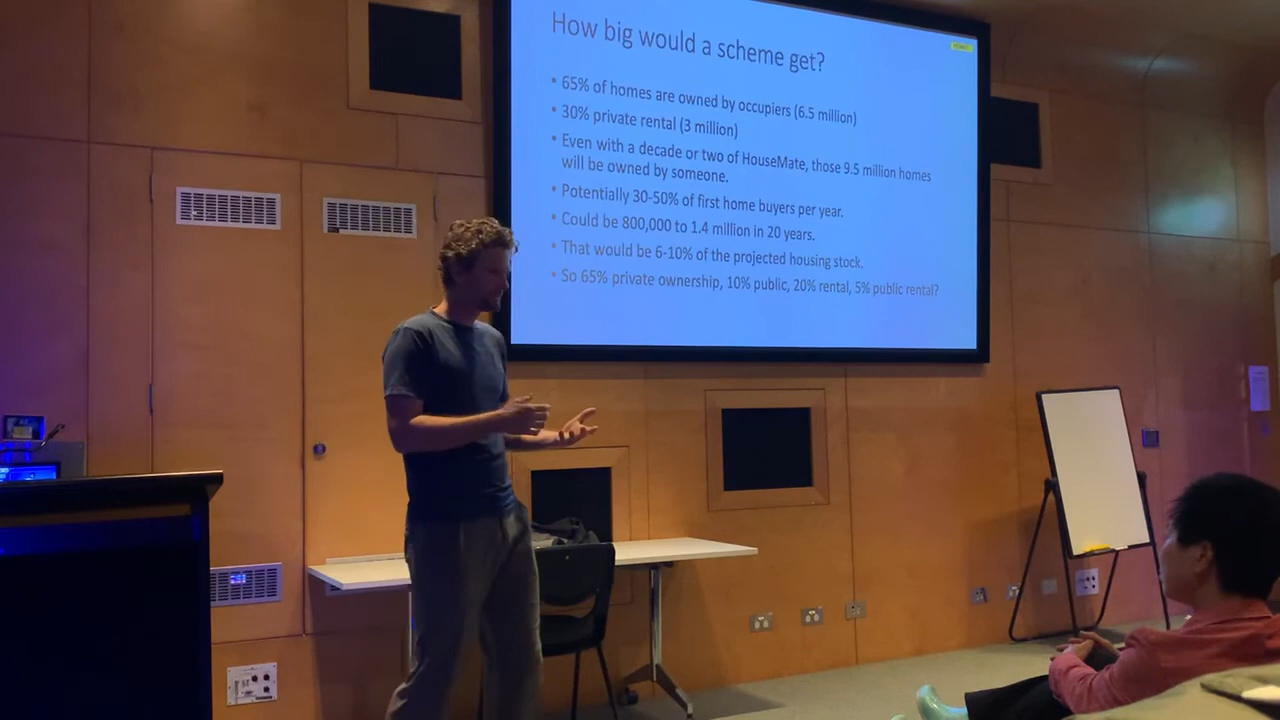 How big would a scheme get?
• 65% of homes are owned by occupiers (6.5 million)
• 30% private rental (3 million)
• Even with a decade or two of HouseMate, those 9.5 million homes
will be owned by someone.
• Potentially 30-50% of first home buyers per year.
• Could be 800,000 to 1.4 million in 20 years.
• That would be 6-10% of the projected housing stock.
• So 65% private ownership, 10% public, 20% rental, 5% public rental?